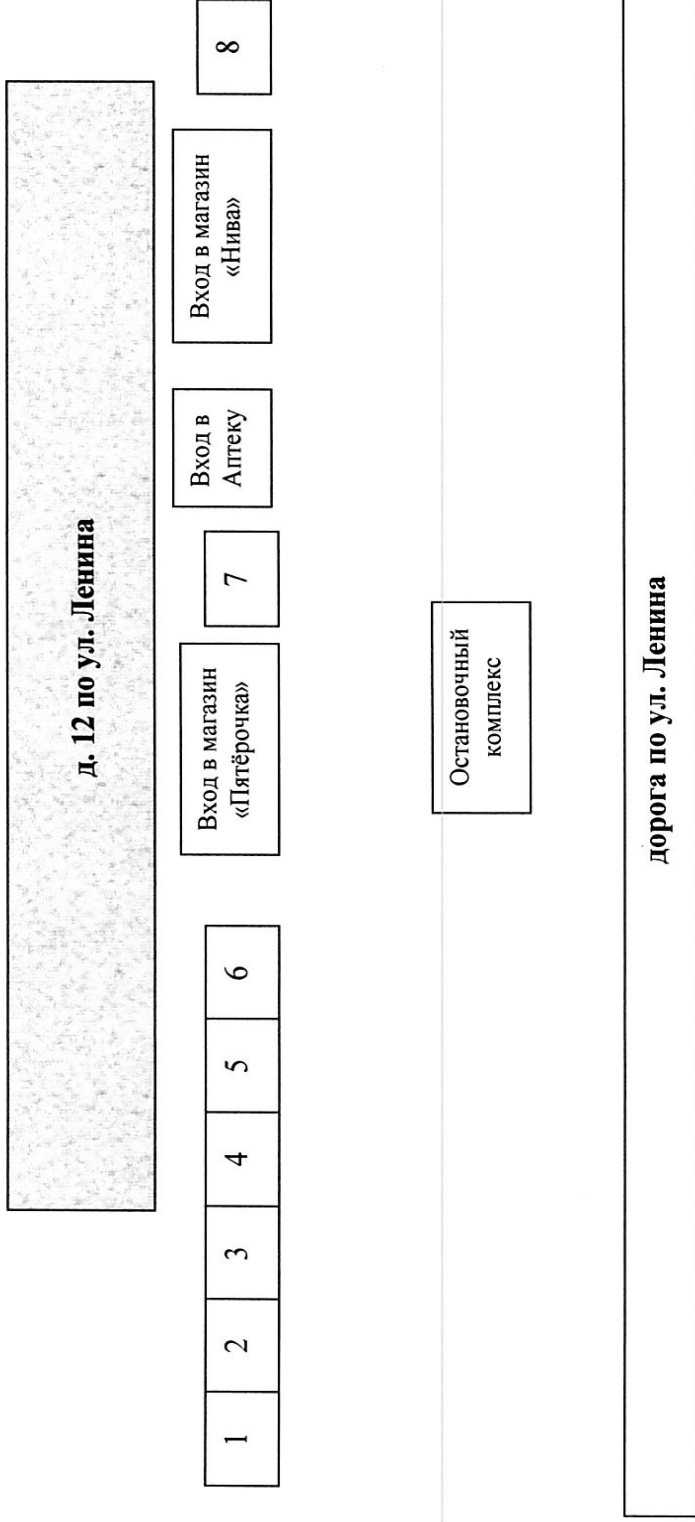 д. 12 по ул. Ленина
1
2
3
4
5
6
Вход в магазин
«Пятёрочка»
7
Вход в
Аптеку
Вход в магазин
«Нива»
8
Остановочный
комплекс
дорога по ул. Ленина